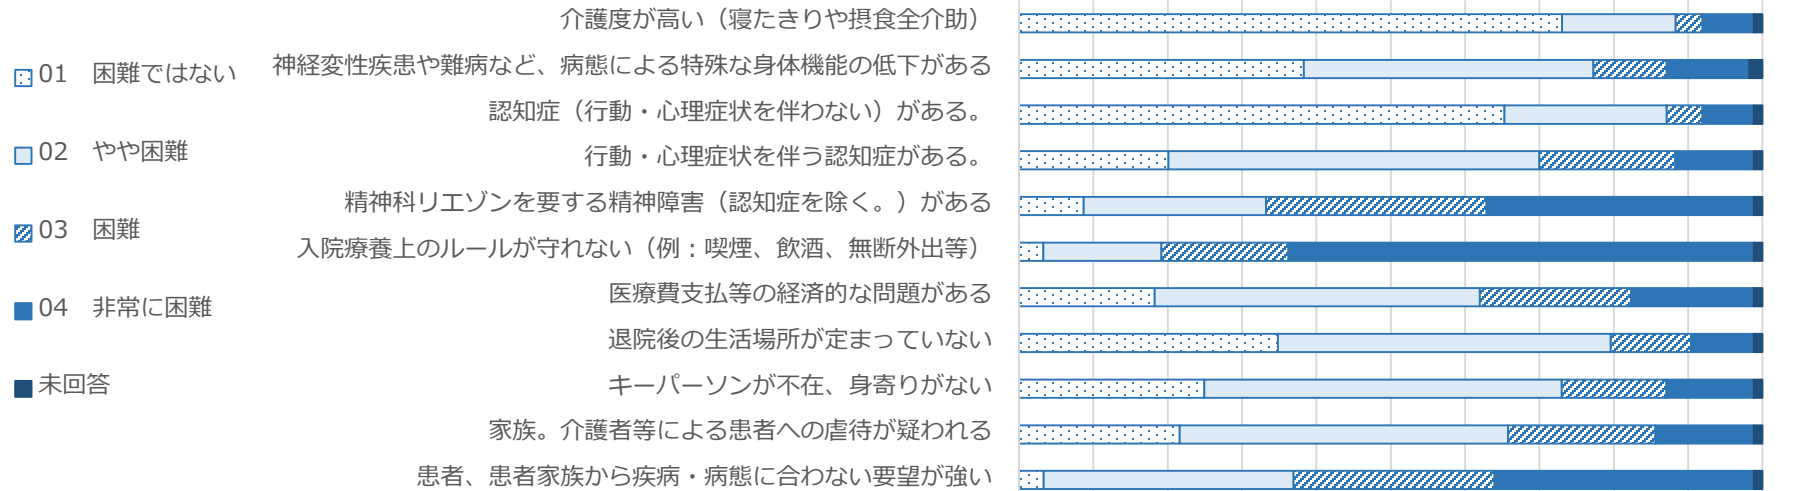 介護度が高い（寝たきりや摂食全介助）
01　困難ではない
神経変性疾患や難病など、病態による特殊な身体機能の低下がある
認知症（行動・心理症状を伴わない）がある。
02　やや困難
行動・心理症状を伴う認知症がある。
精神科リエゾンを要する精神障害（認知症を除く。）がある
03　困難
入院療養上のルールが守れない（例：喫煙、飲酒、無断外出等）
医療費支払等の経済的な問題がある
04　非常に困難
退院後の生活場所が定まっていない
未回答
キーパーソンが不在、身寄りがない
家族。介護者等による患者への虐待が疑われる
患者、患者家族から疾病・病態に合わない要望が強い